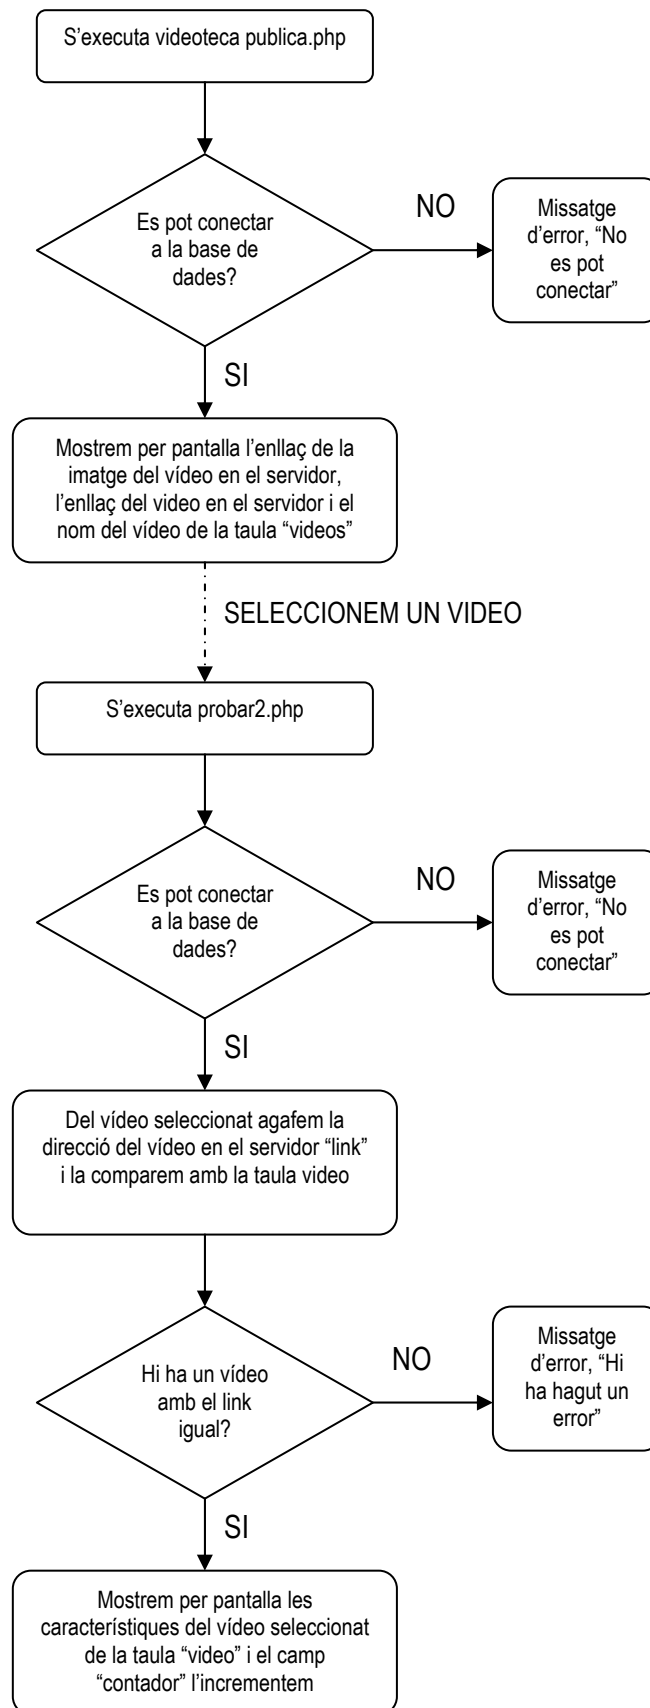 S'executa videoteca publica.php
Es pot conectar
a la base de
dades?
NO
Missatge
d'error, “No
es pot
conectar”
SI
Mostrem per pantalla l'enllaç de la
imatge del vídeo en el servidor,
l'enllaç del video en el servidor i el
nom del vídeo de la taula “videos”
SELECCIONEM UN VIDEO
S'executa probar2.php
Es pot conectar
a la base de
dades?
NO
Missatge
d'error, “No
es pot
conectar”
SI
Del vídeo seleccionat agafem la
direcció del vídeo en el servidor “link”
i la comparem amb la taula video
Hi ha un vídeo
amb el link
igual?
NO
Missatge
d'error, “Hi
ha hagut un
error”
SI
Mostrem per pantalla les
característiques del vídeo seleccionat
de la taula “video” i el camp
“contador” l'incrementem